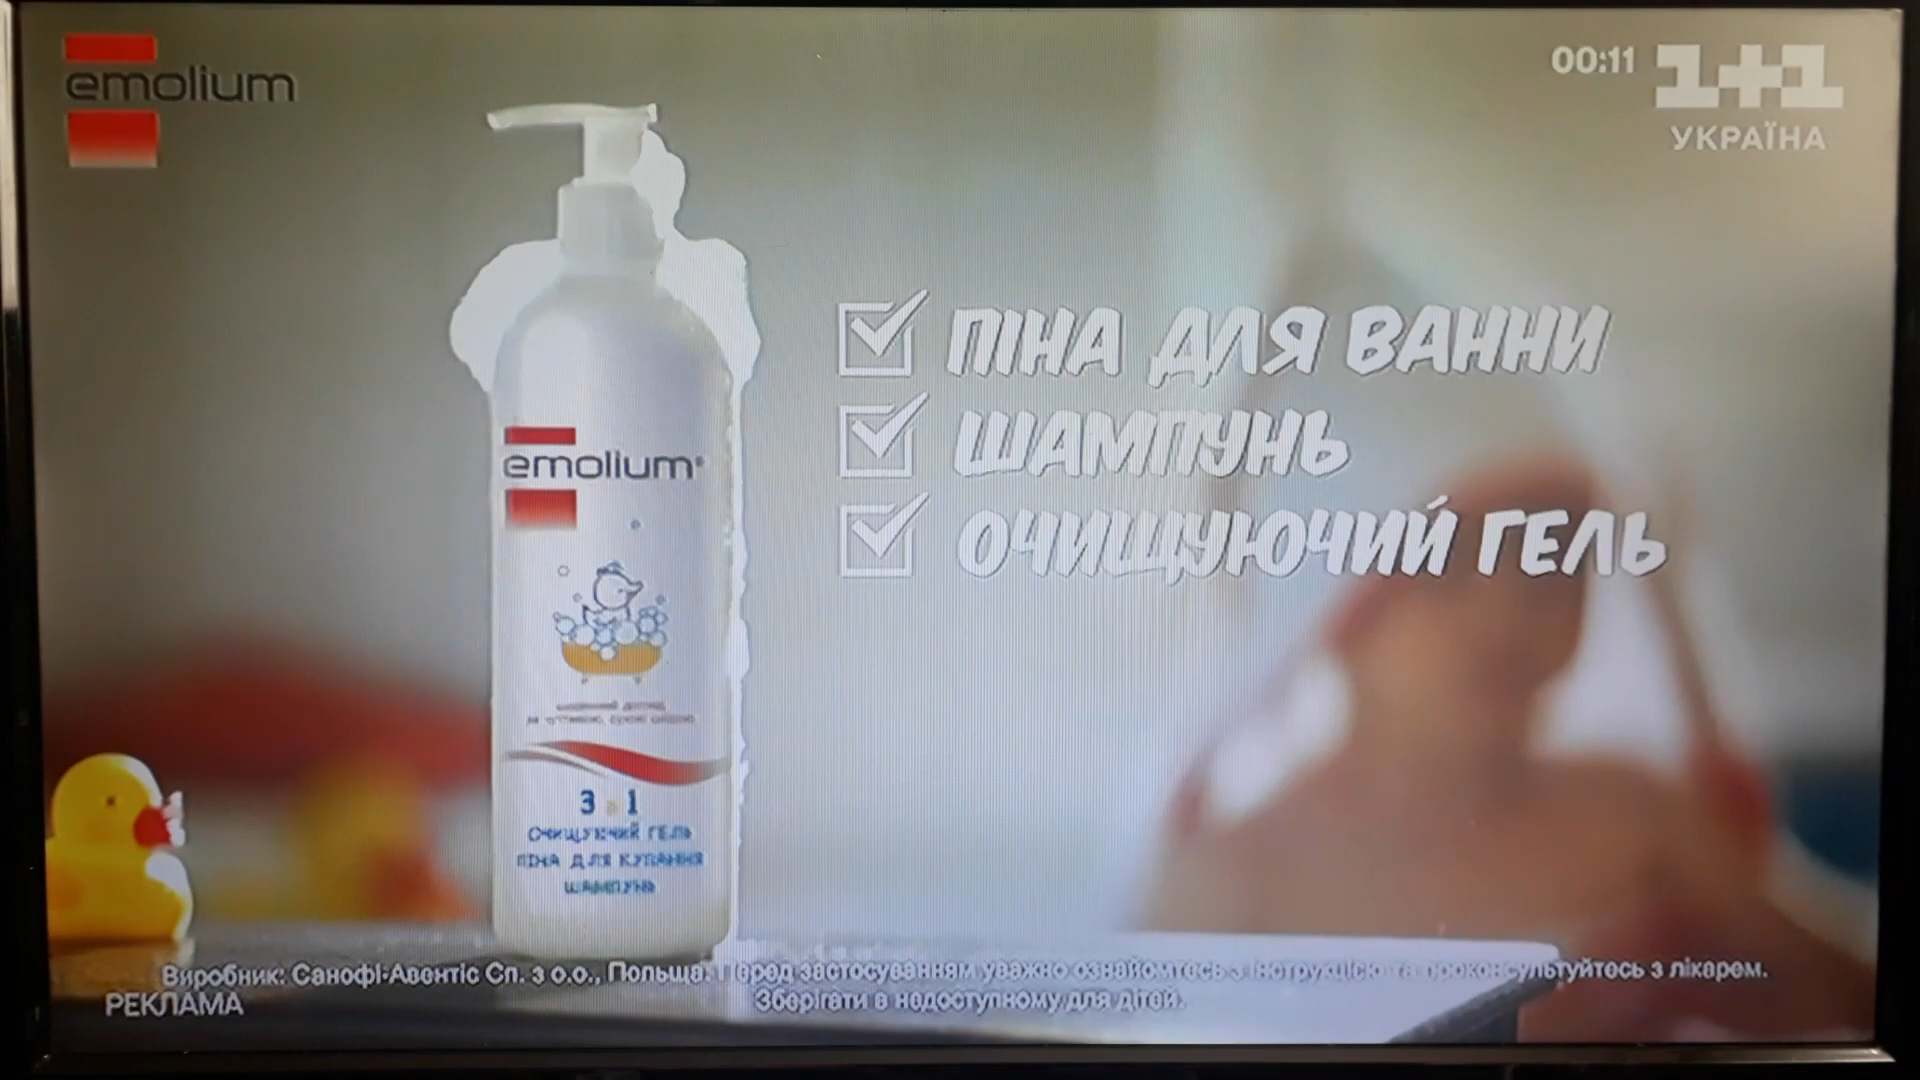 emolium
00:11
1+1
УКРАЇНА
ПІНА ДЛЯ ВАННИ
ШАМПУНЬ
ОЧИЩУЮЧИЙ ГЕЛЬ
emolium®
3 в 1
ОЧИЩУЮЧИЙ ГЕЛЬ
ПІНА ДЛЯ КУПАННЯ
ШАМПУНЬ
Виробник: Санофі-Авентіс Сп. з о.о., Польща. Перед застосуванням уважно ознайомтесь з інструкцією та проконсультуйтесь з лікарем.
Зберігати в недоступному для дітей.
РЕКЛАМА